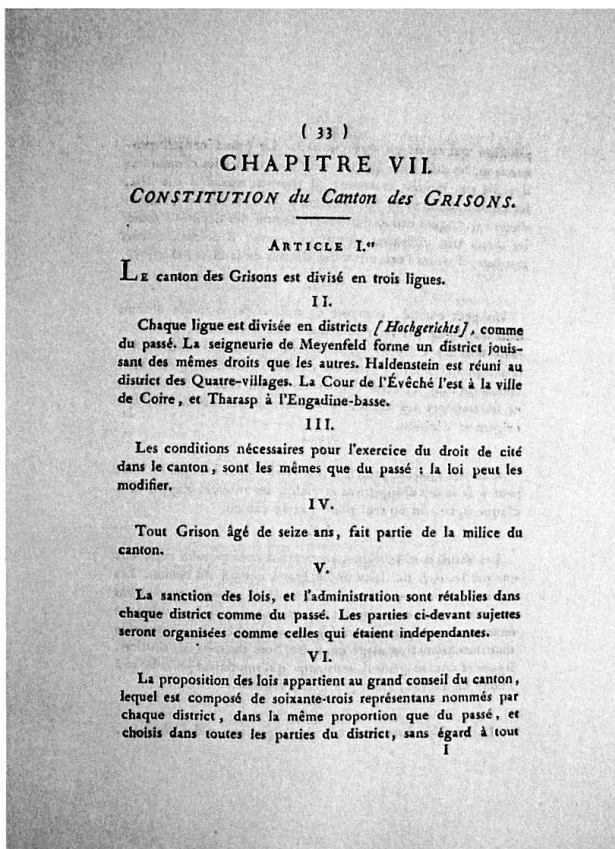 ( 33 )
CHAPITRE VII.
CONSTITUTION du Canton des GRISONS.
ARTICLE I.er
LE canton des Grisons est divisé en trois ligues.
II.
Chaque ligue est divisée en districts [Hochgerichts], comme
du passé. La seigneurie de Meyenfeld forme un district jouis-
sant des mêmes droits que les autres. Haldenstein est réuni au
district des Quatre-villages. La Cour de l'Évêché l'est à la ville
de Coire, et Tharasp à l'Engadine-basse.
III.
Les conditions nécessaires pour l'exercice du droit de cité
dans le canton, sont les mêmes que du passé : la loi peut les
modifier.
IV.
Tout Grison âgé de seize ans, fait partie de la milice du
canton.
V.
La sanction des lois, et l'administration sont rétablies dans
chaque district comme du passé. Les parties ci-devant sujettes
seront organisées comme celles qui étaient indépendantes.
VI.
La proposition des lois appartient au grand conseil du canton,
lequel est composé de soixante-trois représentans nommés par
chaque district, dans la même proportion que du passé, et
choisis dans toutes les parties du district, sans égard à tout
I